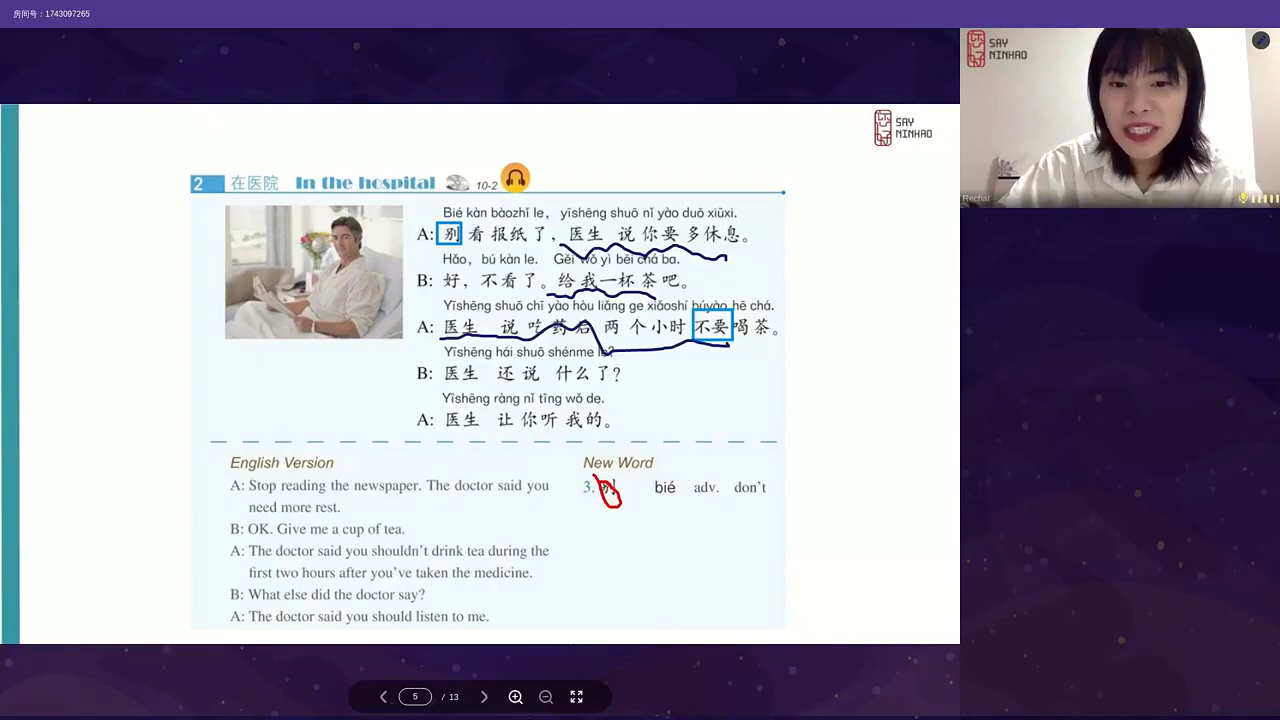 房间号：1743097265
SAY
NINHAO
SAY
NINHAO
Rechal
2 在医院 In the hospital 10-2
Bié kàn bàozhǐ le, yīshēng shuō nǐ yào duō xiūxi.
A: 别看报纸了，医生 说你要多休息。
Hǎo, bú kàn le. Gěi wǒ yì bēi chá ba.
B: 好，不看了。给我一杯茶吧。
Yīshēng shuō chī yào hòu liǎng ge xiǎoshí búyào hē chá.
A: 医生 说 吃 药 后 两 个 小时 不要喝 茶。
Yīshēng hái shuō shénme le?
B: 医生 还 说 什么了？
Yīshēng ràng nǐ tīng wǒ de.
A: 医生 让 你听 我的。
English Version
A: Stop reading the newspaper. The doctor said you
need more rest.
B: OK. Give me a cup of tea.
A: The doctor said you shouldn't drink tea during the
first two hours after you've taken the medicine.
B: What else did the doctor say?
A: The doctor said you should listen to me.
New Word
3. 别 bié adv. don't
5 / 13